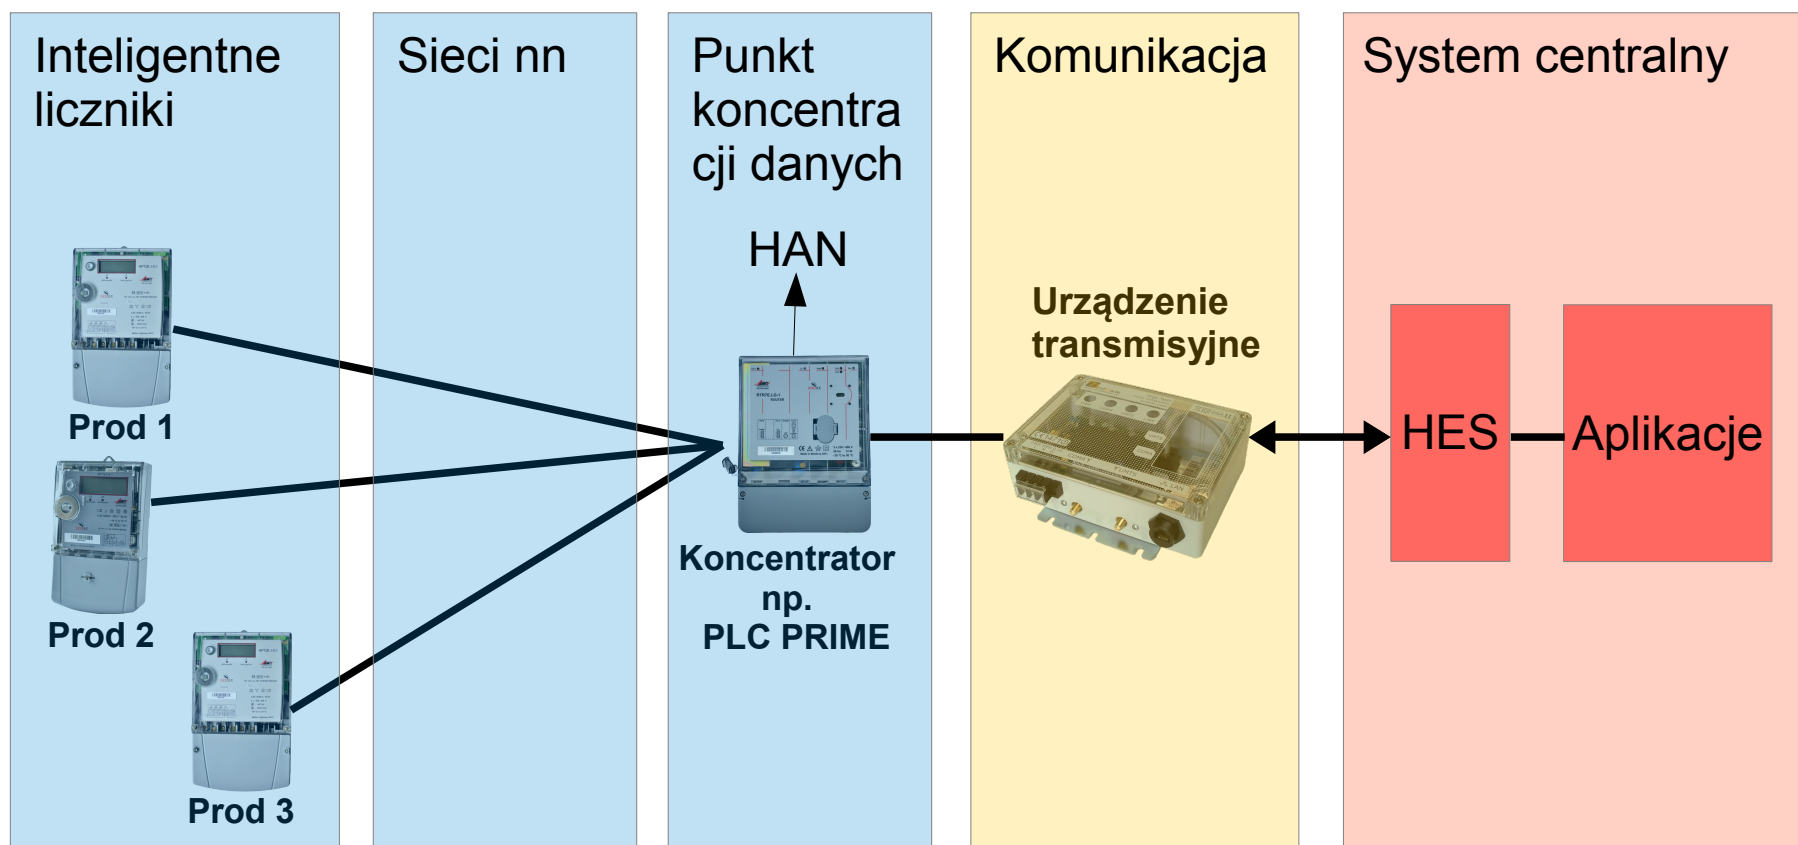 Inteligentne
liczniki
Sieci nn
Punkt
koncentra
cji danych
Komunikacja
System centralny
HAN
Urządzenie
transmisyjne
Prod 1
HES
Aplikacje
Koncentrator
np.
PLC PRIME
Prod 2
Prod 3